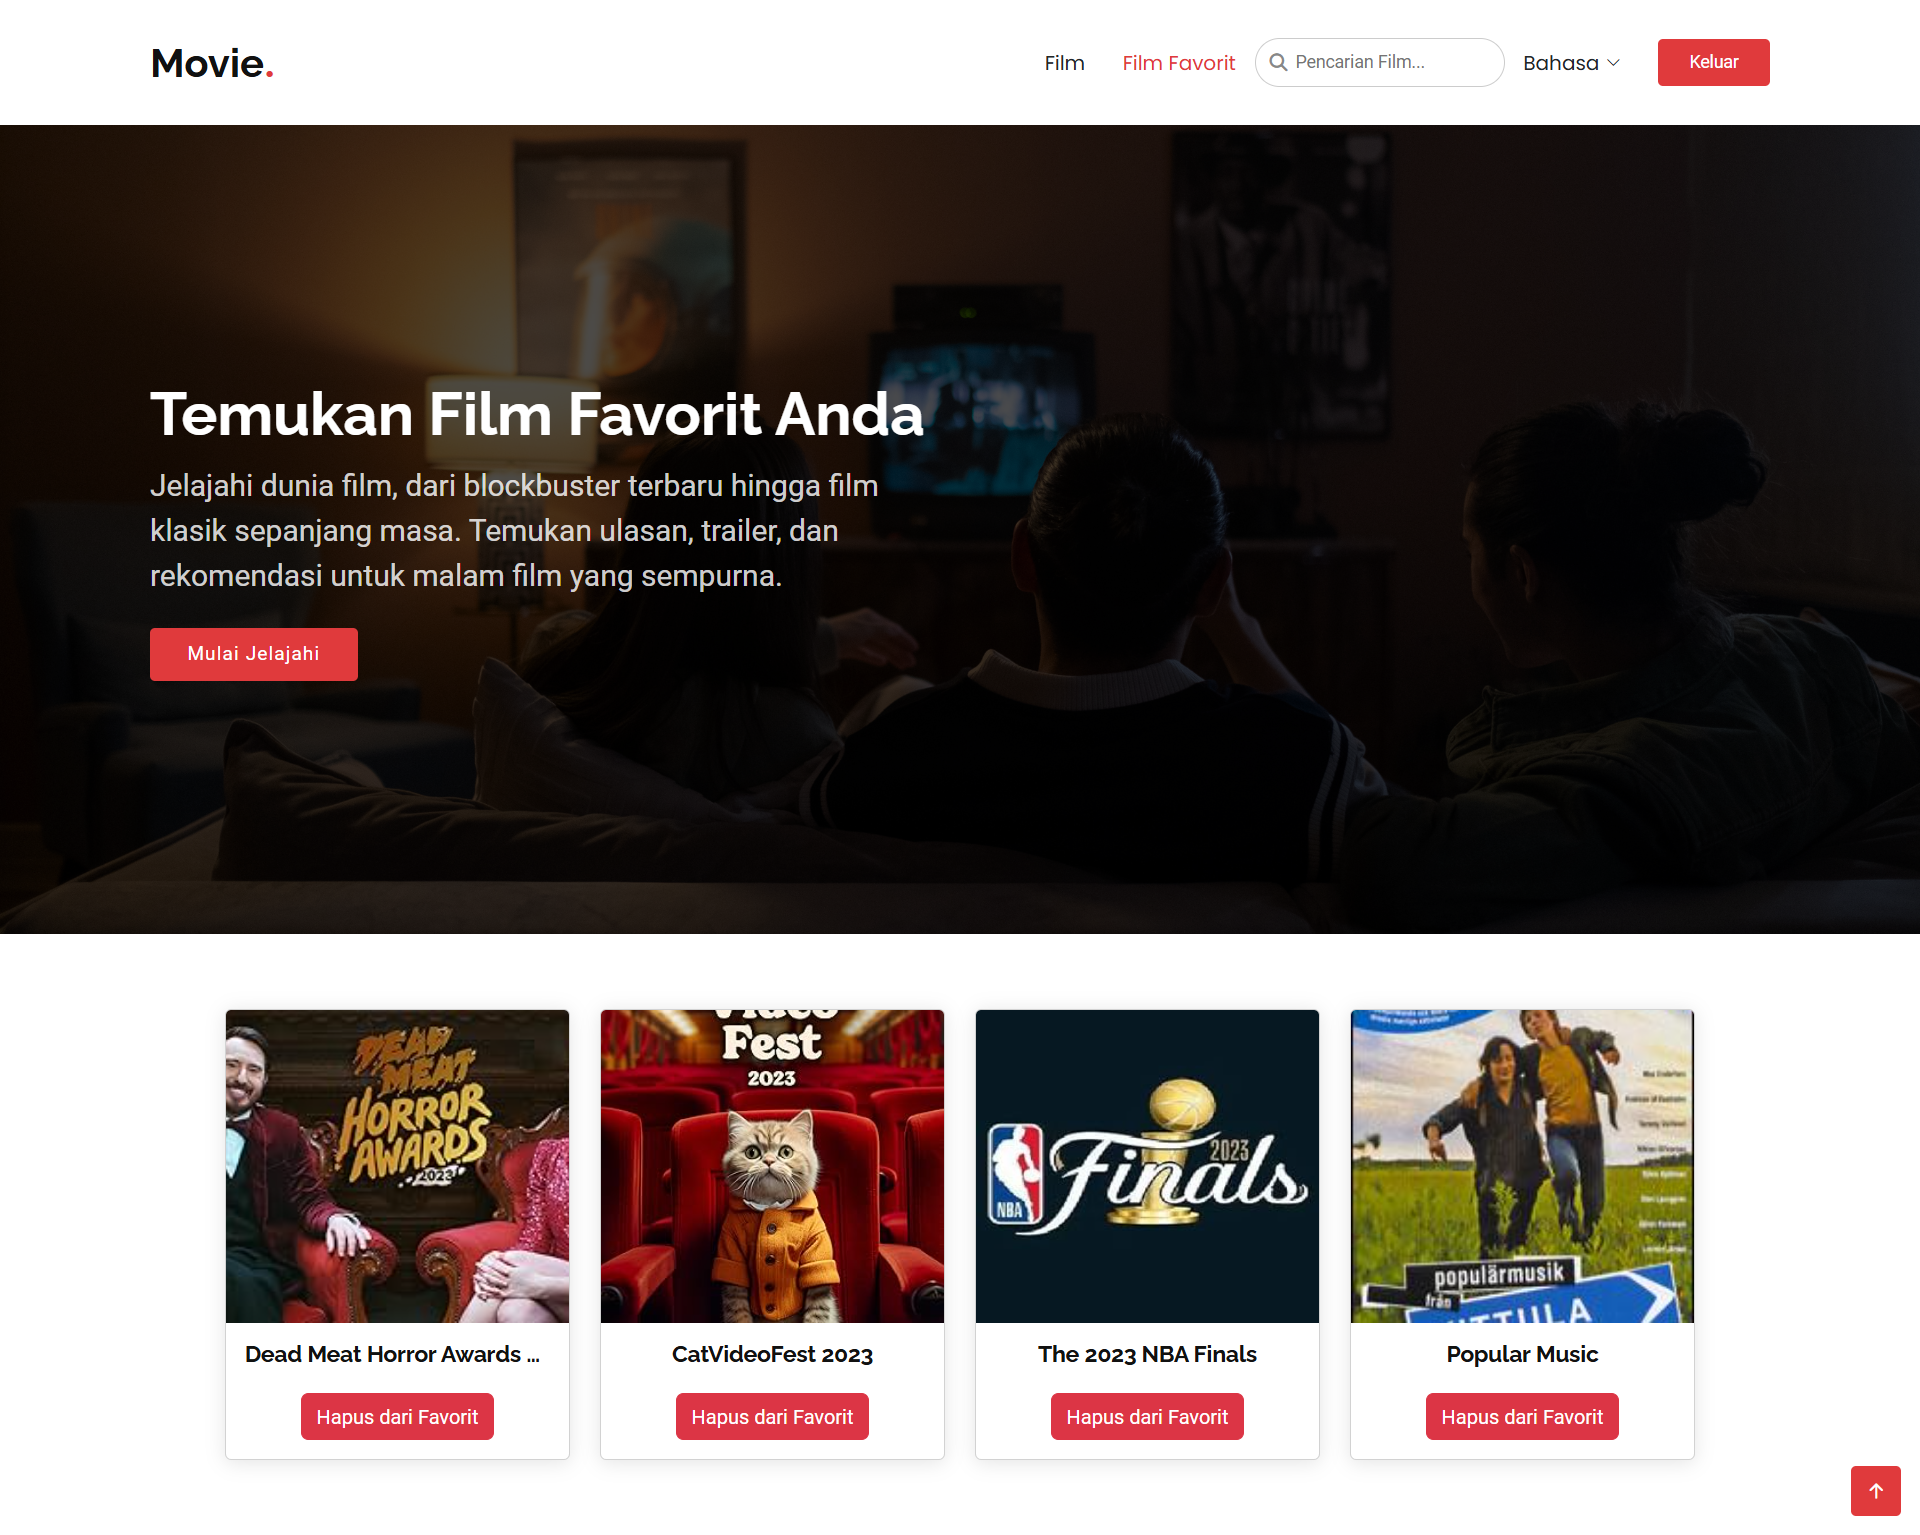 Movie.
Film
Film Favorit
Pencarian Film...
Bahasa
Keluar
Temukan Film Favorit Anda
Jelajahi dunia film, dari blockbuster terbaru hingga film
klasik sepanjang masa. Temukan ulasan, trailer, dan
rekomendasi untuk malam film yang sempurna.
Mulai Jelajahi
DEAD
MEAT
HORROR
AWARDS
2023
Video
Fest
2023
2023
Finals
NBA
populärmusik
från
VITTULA
Dead Meat Horror Awards ...
CatVideoFest 2023
The 2023 NBA Finals
Popular Music
Hapus dari Favorit
Hapus dari Favorit
Hapus dari Favorit
Hapus dari Favorit